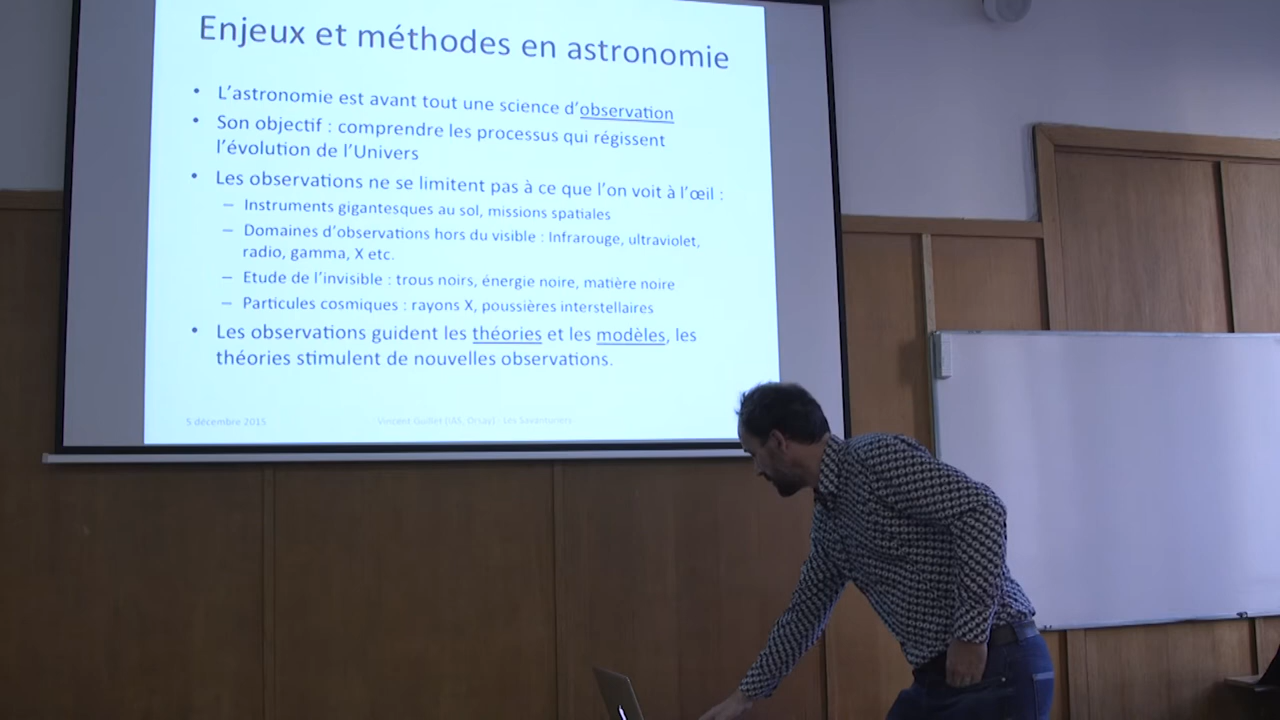 Enjeux et méthodes en astronomie
• L'astronomie est avant tout une science d'observation
• Son objectif : comprendre les processus qui régissent
l'évolution de l'Univers
• Les observations ne se limitent pas à ce que l'on voit à l'œil :
– Instruments gigantesques au sol, missions spatiales
– Domaines d'observations hors du visible : Infrarouge, ultraviolet,
radio, gamma, X etc.
– Etude de l'invisible : trous noirs, énergie noire, matière noire
– Particules cosmiques : rayons X, poussières interstellaires
• Les observations guident les théories et les modèles, les
théories stimulent de nouvelles observations.
5 décembre 2015
Vincent Guillet (IAS, Orsay) - Les Savanturiers